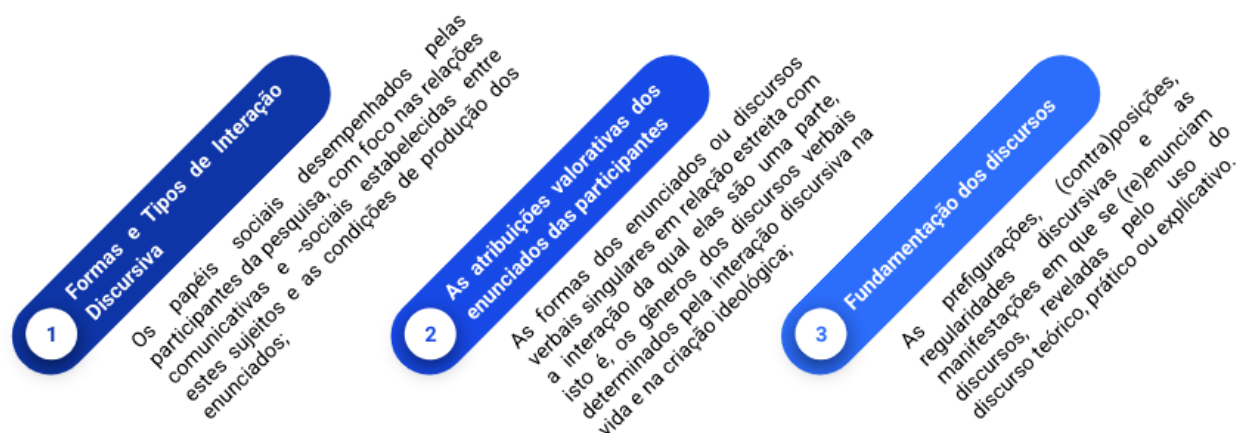 1
Formas e Tipos de Interação
Discursiva
Os papéis sociais desempenhados pelas
participantes da pesquisa, com foco nas relações
comunicativas e -sociais estabelecidas entre
estes sujeitos e as condições de produção dos
enunciados;
2
As atribuições valorativas dos
enunciados das participantes
As formas dos enunciados ou discursos
verbais singulares em relação estreita com
a interação da qual elas são uma parte,
isto é, os gêneros dos discursos verbais
determinados pela interação discursiva na
vida e na criação ideológica;
3
Fundamentação dos discursos
As prefigurações, (contra)posições,
regularidades discursivas e as
manifestações em que se (re)enunciam
discursos, reveladas pelo uso do
discurso teórico, prático ou explicativo.